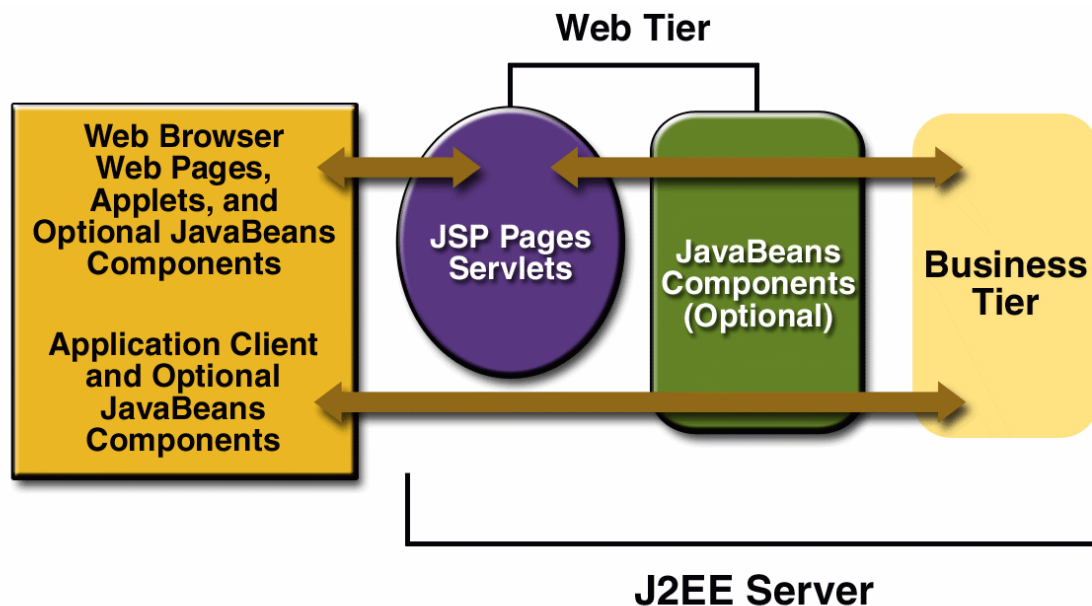 Web Tier
Web Browser
Web Pages,
Applets, and
Optional JavaBeans
Components
Application Client
and Optional
JavaBeans
Components
JSP Pages
Servlets
JavaBeans
Components
(Optional)
Business
Tier
J2EE Server